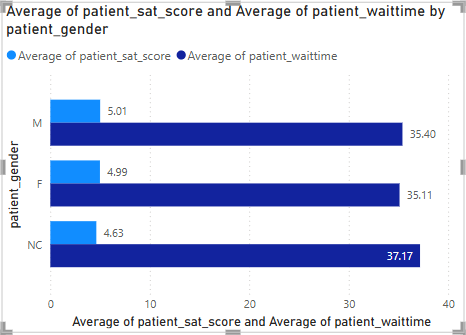 Average of patient_sat_score and Average of patient_waittime by
patient_gender
Average of patient_sat_score Average of patient_waittime
patient_gender
M
5.01
35.40
F
4.99
35.11
NC
4.63
37.17
0 10 20 30 40
Average of patient_sat_score and Average of patient_waittime